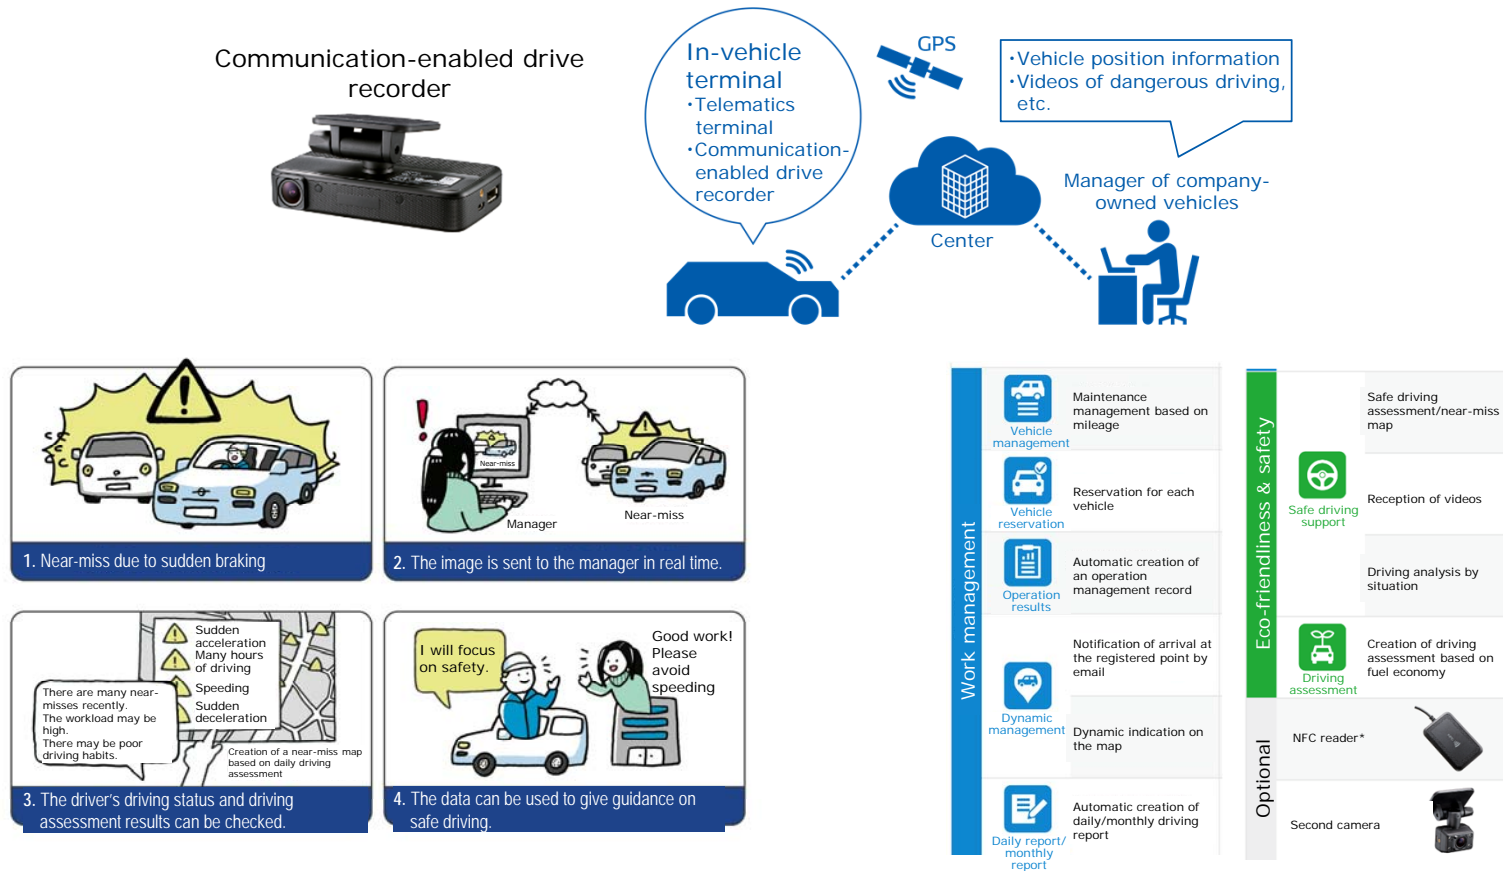 Communication-enabled drive
recorder
In-vehicle
terminal
・Telematics
terminal
・Communication-
enabled drive
recorder
GPS
・Vehicle position information
・Videos of dangerous driving,
etc.
Center
Manager of company-
owned vehicles
Near-miss
Manager
Near-miss
1. Near-miss due to sudden braking
2. The image is sent to the manager in real time.
Sudden
acceleration
Many hours
of driving
Speeding
Sudden
deceleration
There are many near-
misses recently.
The workload may be
high.
There may be poor
driving habits.
Creation of a near-miss map
based on daily driving
assessment
3. The driver's driving status and driving
assessment results can be checked.
I will focus
on safety.
Good work!
Please
avoid
speeding
4. The data can be used to give guidance on
safe driving.
Work management
Vehicle
management
Maintenance
management based on
mileage
Vehicle
reservation
Reservation for each
vehicle
Operation
results
Automatic creation of
an operation
management record
Dynamic
management
Notification of arrival at
the registered point by
email
Dynamic indication on
the map
Daily report/
monthly
report
Automatic creation of
daily/monthly driving
report
Eco-friendliness & safety
Safe driving
support
Safe driving
assessment/near-miss
map
Reception of videos
Driving analysis by
situation
Driving
assessment
Creation of driving
assessment based on
fuel economy
Optional
NFC reader*
Second camera